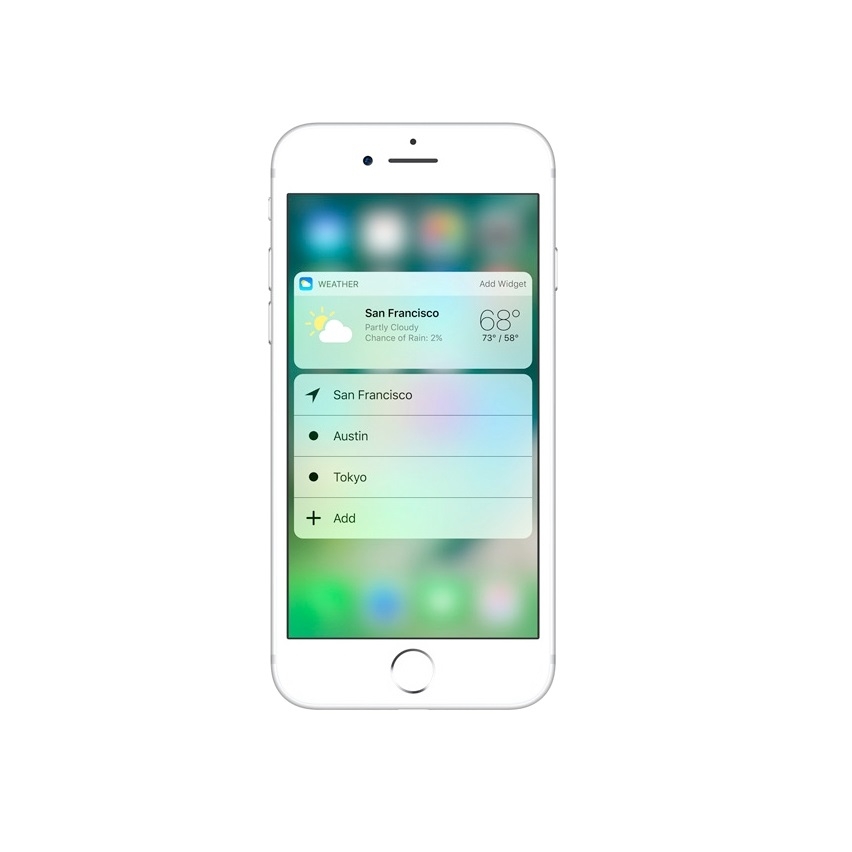 WEATHER Add Widget
San Francisco
Partly Cloudy
Chance of Rain: 2%
68°
73° / 58°
San Francisco
Austin
Tokyo
Add